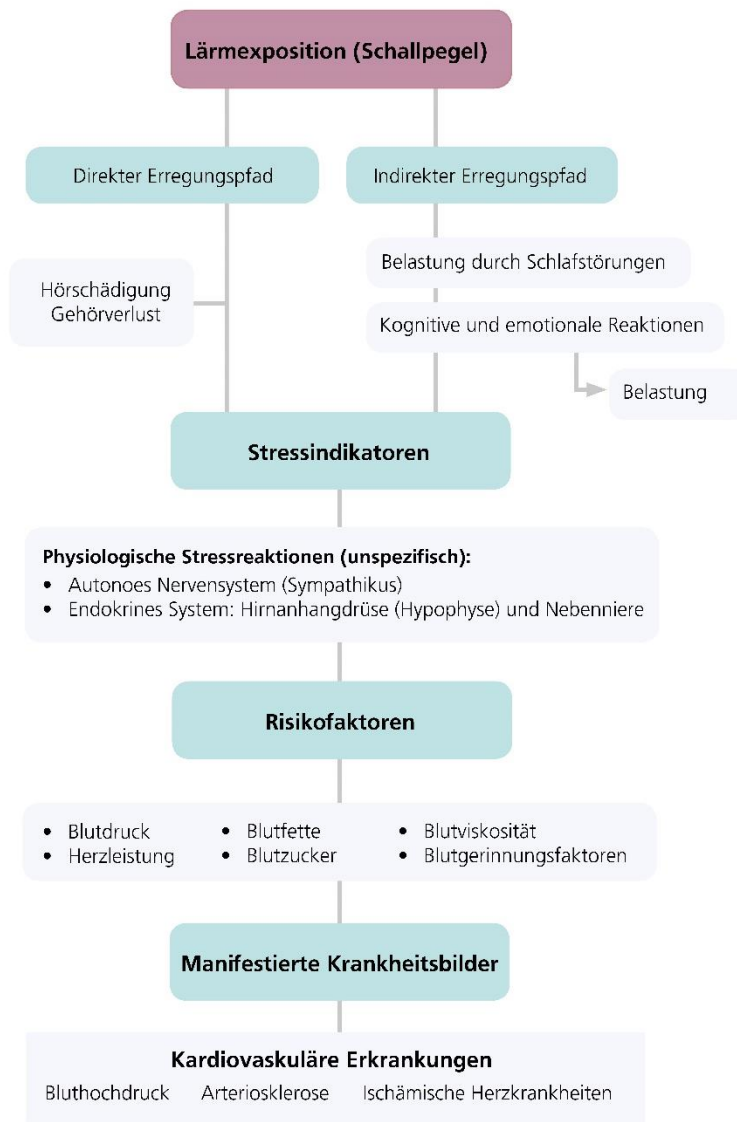 Lärmexposition (Schallpegel)
Direkter Erregungspfad
Indirekter Erregungspfad
Belastung durch Schlafstörungen
Hörschädigung
Gehörverlust
Kognitive und emotionale Reaktionen
Belastung
Stressindikatoren
Physiologische Stressreaktionen (unspezifisch):
• Autonoes Nervensystem (Sympathikus)
• Endokrines System: Hirnanhangdrüse (Hypophyse) und Nebenniere
Risikofaktoren
• Blutdruck
• Herzleistung
• Blutfette
• Blutzucker
• Blutviskosität
• Blutgerinnungsfaktoren
Manifestierte Krankheitsbilder
Kardiovaskuläre Erkrankungen
Bluthochdruck Arteriosklerose Ischämische Herzkrankheiten